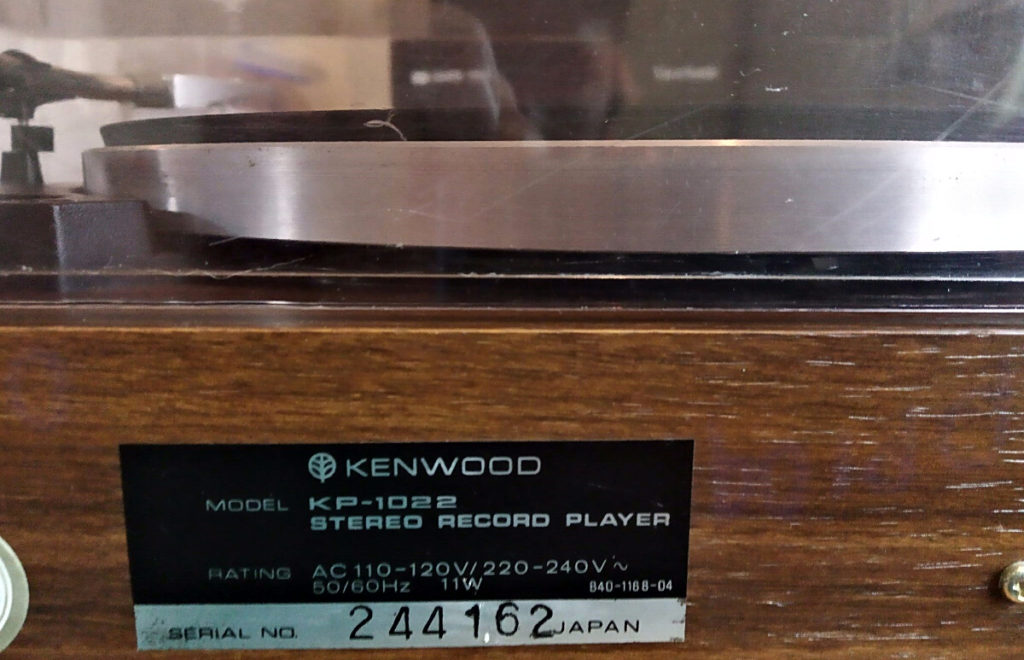 KENWOOD
MODEL KP-1022
STEREO RECORD PLAYER
RATING AC 110-120V/220-240V~
50/60Hz 11W B40-1168-04
SERIAL NO. 244162 JAPAN